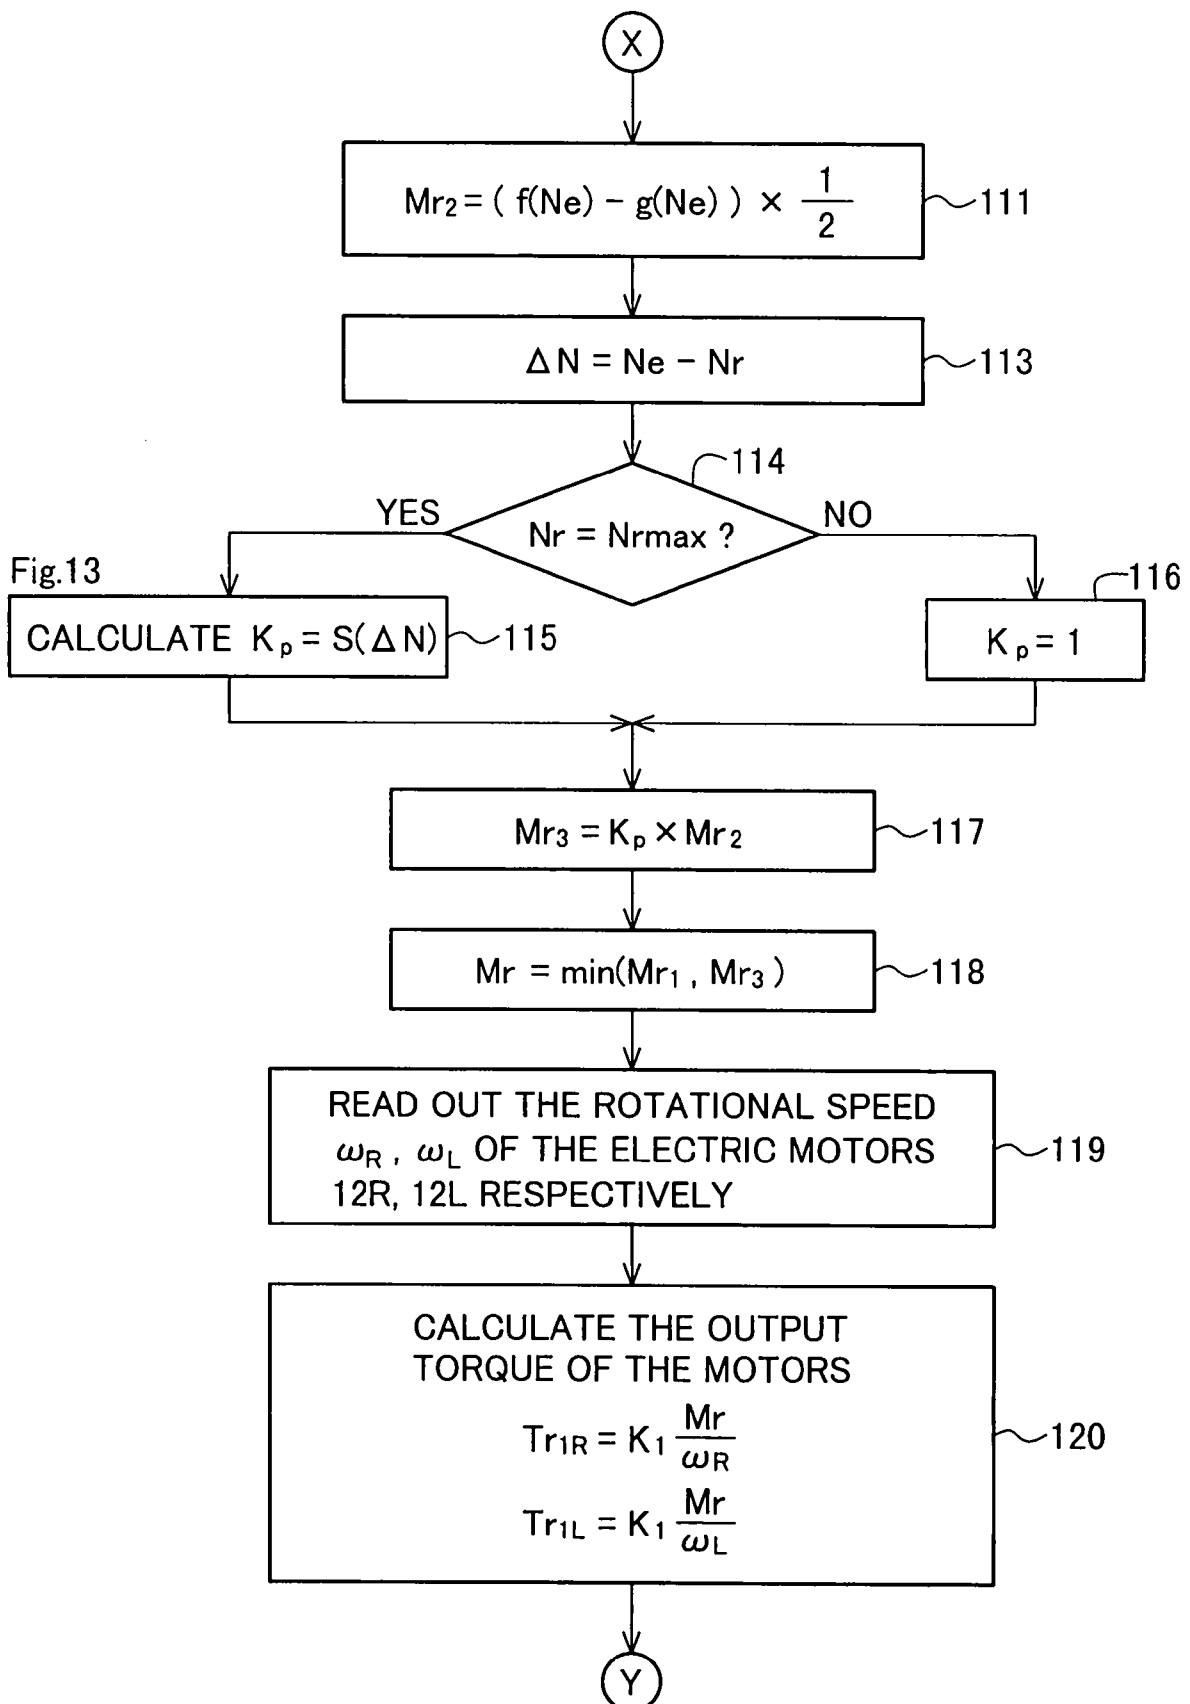 X
Mr2 = ( f(Ne) − g(Ne) ) × 1/2
111
ΔN = Ne − Nr
113
114
YES
Nr = Nrmax ?
NO
Fig.13
116
CALCULATE Kp = S(ΔN)
115
Kp = 1
Mr3 = Kp × Mr2
117
Mr = min(Mr1 , Mr3 )
118
READ OUT THE ROTATIONAL SPEED
ωR , ωL OF THE ELECTRIC MOTORS
12R, 12L RESPECTIVELY
119
CALCULATE THE OUTPUT
TORQUE OF THE MOTORS
Tr1R = K1 Mr/ωR
120
Tr1L = K1 Mr/ωL
Y